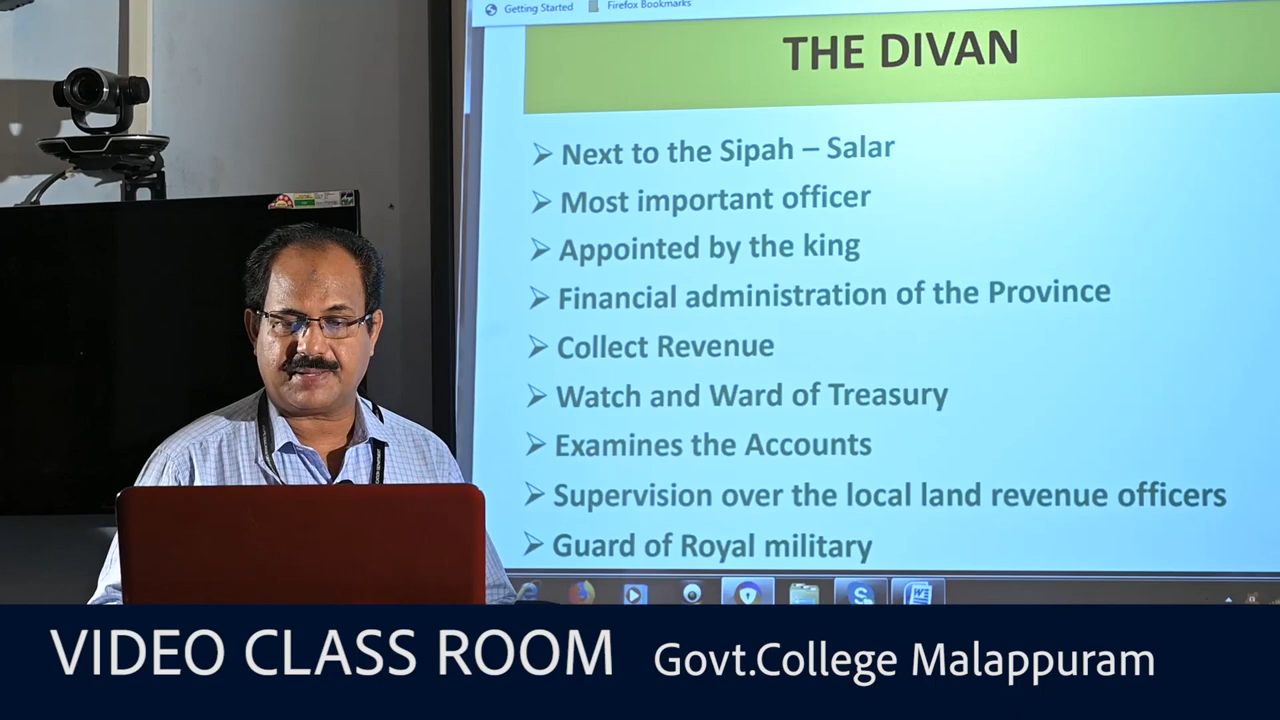 Getting Started Firefox Bookmarks
THE DIVAN
➢ Next to the Sipah – Salar
➢ Most important officer
➢ Appointed by the king
➢ Financial administration of the Province
➢ Collect Revenue
➢ Watch and Ward of Treasury
➢ Examines the Accounts
➢ Supervision over the local land revenue officers
➢ Guard of Royal military
VIDEO CLASS ROOM Govt.College Malappuram